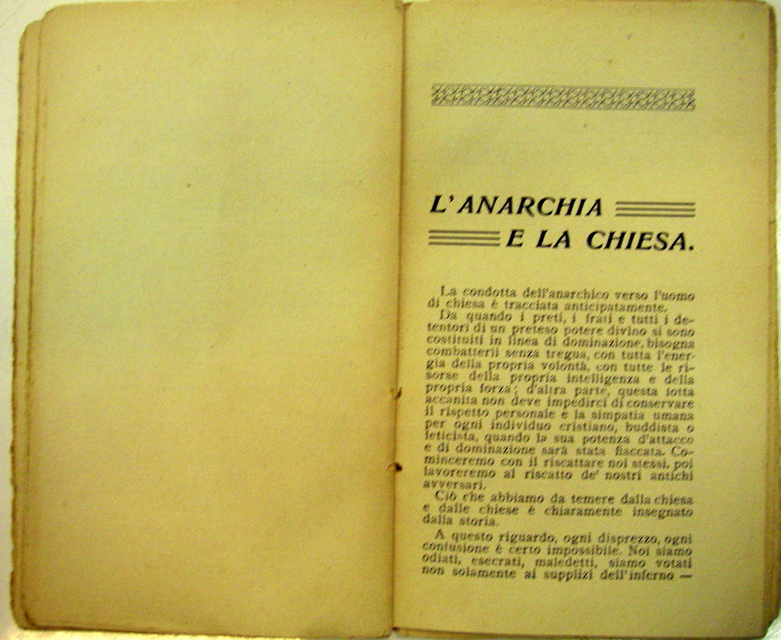 L'ANARCHIA
E LA CHIESA.
La condotta dell'anarchico verso l'uomo
di chiesa è tracciata anticipatamente.
Da quando i preti, i frati e tutti i de-
tentori di un preteso potere divino si sono
costituiti in linea di dominazione, bisogna
combatterli senza tregua, con tutta l'ener-
gia della propria volontà, con tutte le ri-
sorse della propria intelligenza e della
propria forza; d'altra parte, questa lotta
accanita non deve impedirci di conservare
il rispetto personale e la simpatia umana
per ogni individuo cristiano, buddista o
feticista, quando la sua potenza d'attacco
e di dominazione sarà stata fiaccata. Co-
minceremo con il riscattare noi stessi, poi
lavoreremo al riscatto de' nostri antichi
avversari.
Ciò che abbiamo da temere dalla chiesa
e dalle chiese è chiaramente insegnato
dalla storia.
A questo riguardo, ogni disprezzo, ogni
confusione è certo impossibile. Noi siamo
odiati, esecrati, maledetti, siamo votati
non solamente ai supplizi dell'inferno —